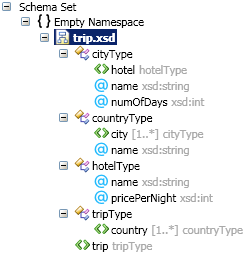 Schema Set
{ } Empty Namespace
trip.xsd
cityType
hotel hotelType
@ name xsd:string
@ numOfDays xsd:int
countryType
city [1..*] cityType
@ name xsd:string
hotelType
@ name xsd:string
@ pricePerNight xsd:int
tripType
country [1..*] countryType
trip tripType